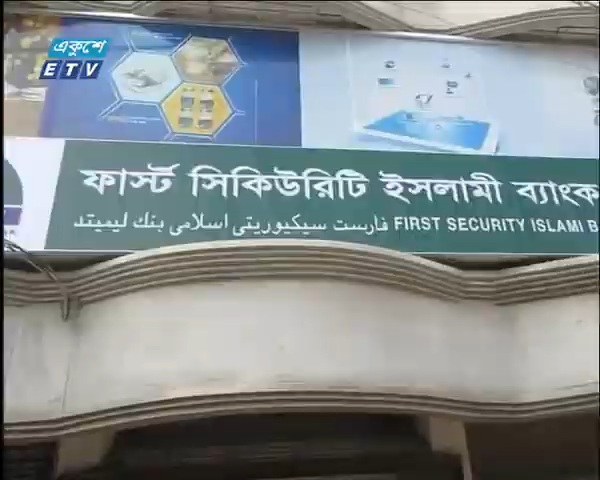 একুশে
ETV
ফার্স্ট সিকিউরিটি ইসলামী ব্যাংক
فارست سيكيوريتى اسلامى بنك ليميتد FIRST SECURITY ISLAMI B